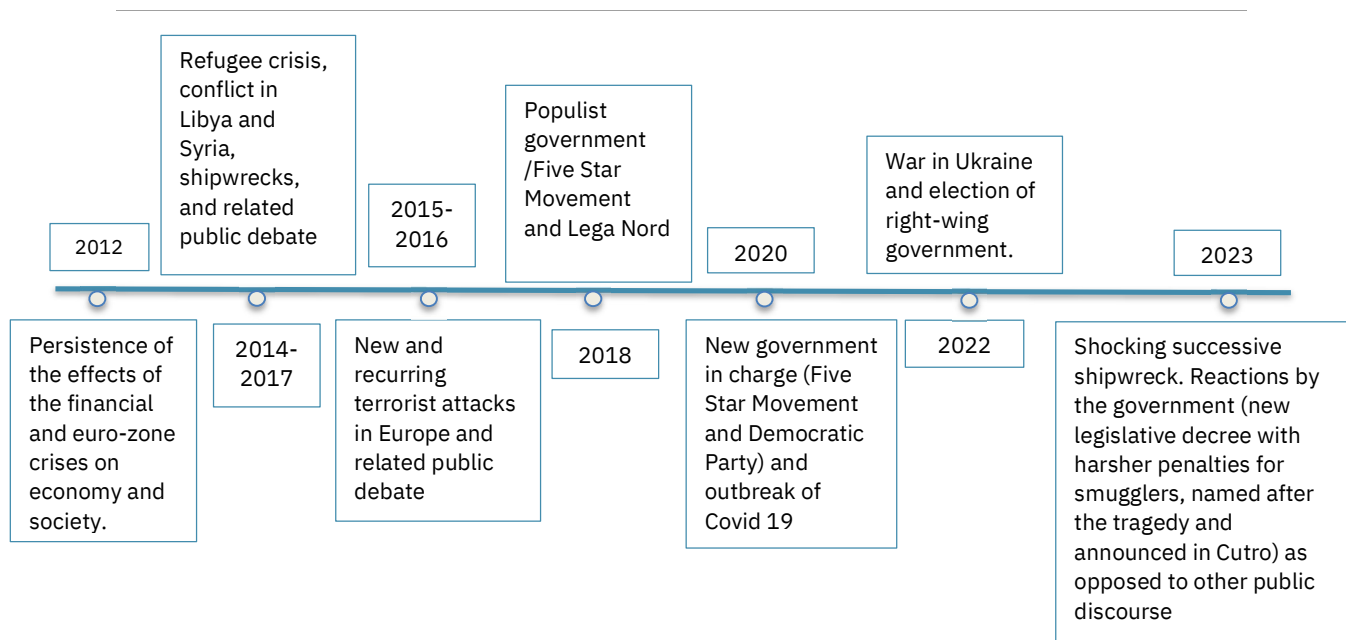 2012
Persistence of
the effects of
the financial
and euro-zone
crises on
economy and
society.
Refugee crisis,
conflict in
Libya and
Syria,
shipwrecks,
and related
public debate
2014-
2017
2015-
2016
New and
recurring
terrorist attacks
in Europe and
related public
debate
Populist
government
/Five Star
Movement
and Lega Nord
2018
2020
New government
in charge (Five
Star Movement
and Democratic
Party) and
outbreak of
Covid 19
War in Ukraine
and election of
right-wing
government.
2022
2023
Shocking successive
shipwreck. Reactions by
the government (new
legislative decree with
harsher penalties for
smugglers, named after
the tragedy and
announced in Cutro) as
opposed to other public
discourse